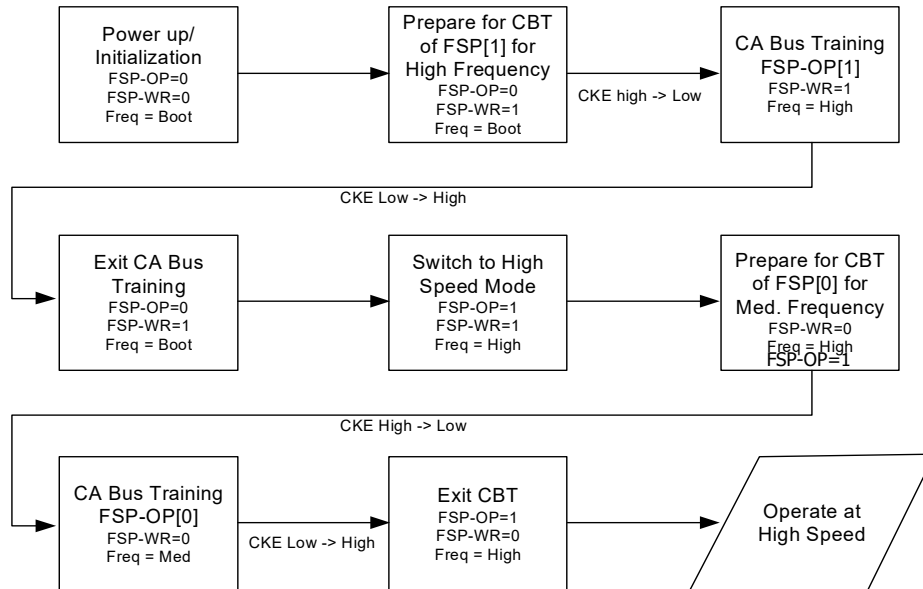 Power up/
Initialization
FSP-OP=0
FSP-WR=0
Freq = Boot
Prepare for CBT
of FSP[1] for
High Frequency
FSP-OP=0
FSP-WR=1
Freq = Boot
CKE high -> Low
CA Bus Training
FSP-OP[1]
FSP-WR=1
Freq = High
CKE Low -> High
Exit CA Bus
Training
FSP-OP=0
FSP-WR=1
Freq = Boot
Switch to High
Speed Mode
FSP-OP=1
FSP-WR=1
Freq = High
Prepare for CBT
of FSP[0] for
Med. Frequency
FSP-WR=0
Freq = High
FSP-OP=1
CKE High -> Low
CA Bus Training
FSP-OP[0]
FSP-WR=0
Freq = Med
CKE Low -> High
Exit CBT
FSP-OP=1
FSP-WR=0
Freq = High
Operate at
High Speed